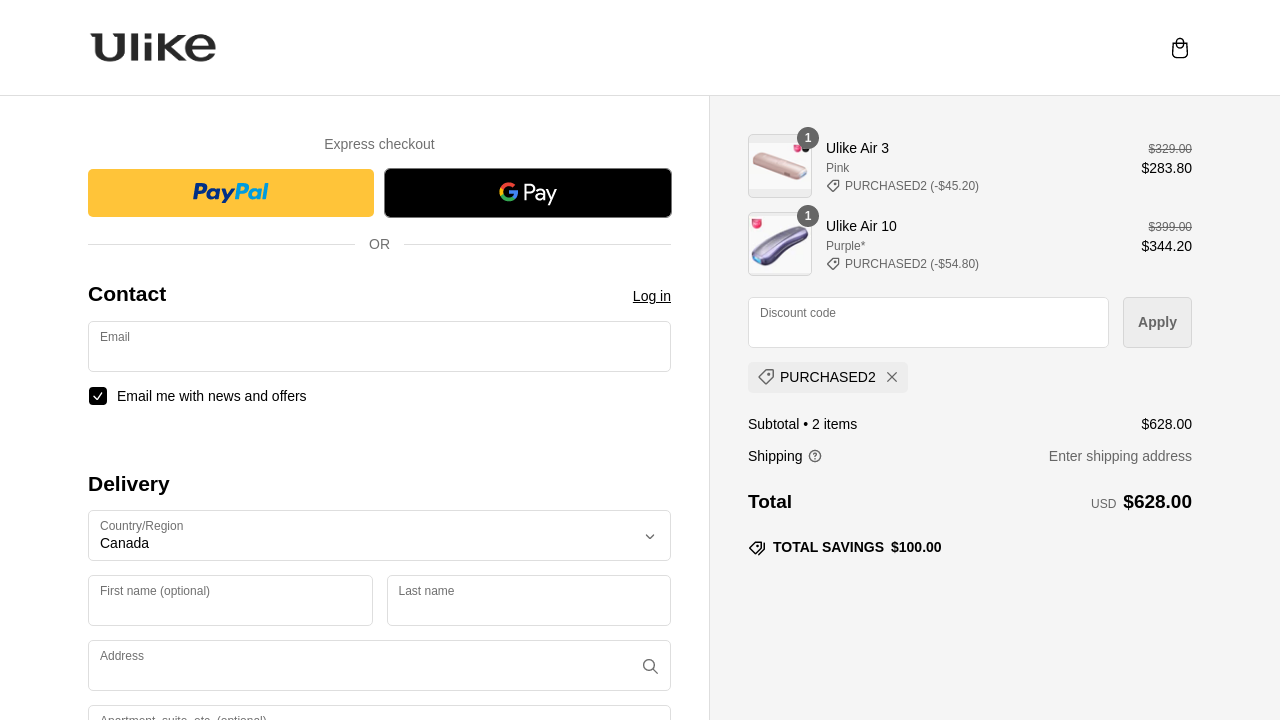 Ulike
Express checkout
PayPal
G Pay
OR
Contact
Log in
Email
Email me with news and offers
Delivery
Country/Region
Canada
First name (optional)
Last name
Address
Apartment, suite, etc. (optional)
1
Ulike Air 3
$329.00
Pink
$283.80
PURCHASED2 (-$45.20)
1
Ulike Air 10
$399.00
Purple*
$344.20
PURCHASED2 (-$54.80)
Discount code
Apply
PURCHASED2
Subtotal • 2 items
$628.00
Shipping
Enter shipping address
Total
USD $628.00
TOTAL SAVINGS $100.00